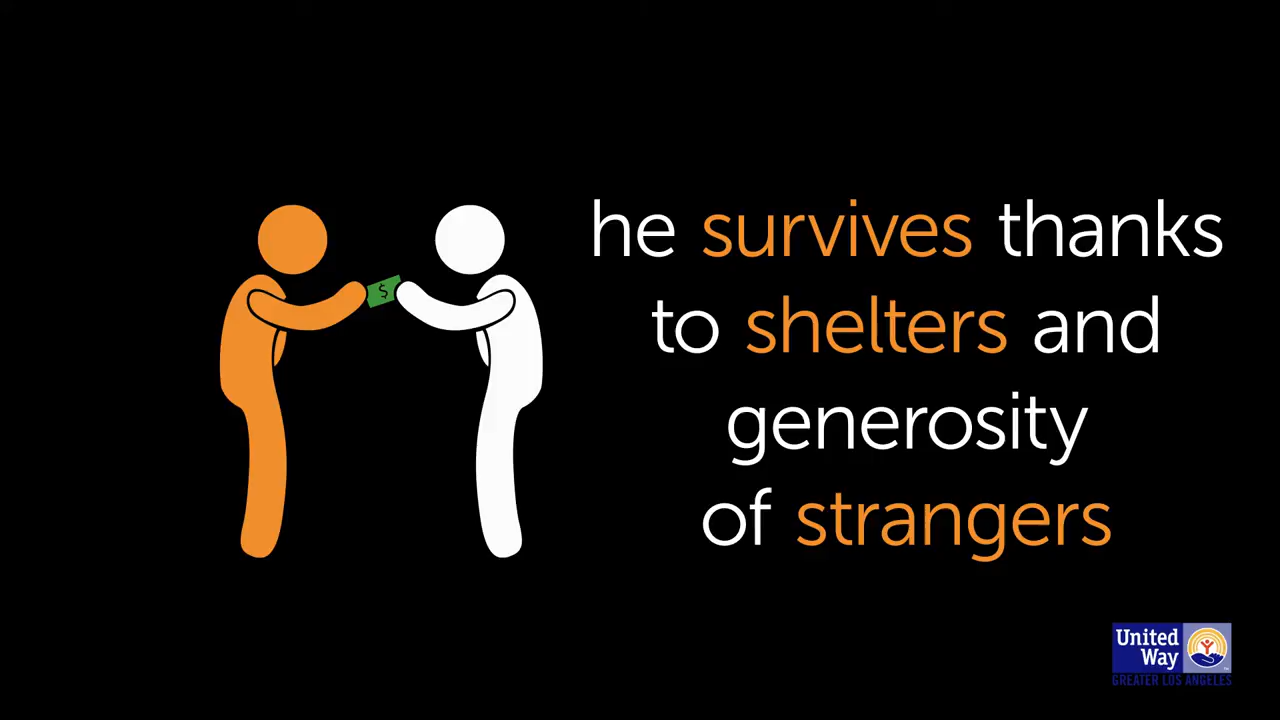 he survives thanks
to shelters and
generosity
of strangers
$
United
Way
GREATER LOS ANGELES